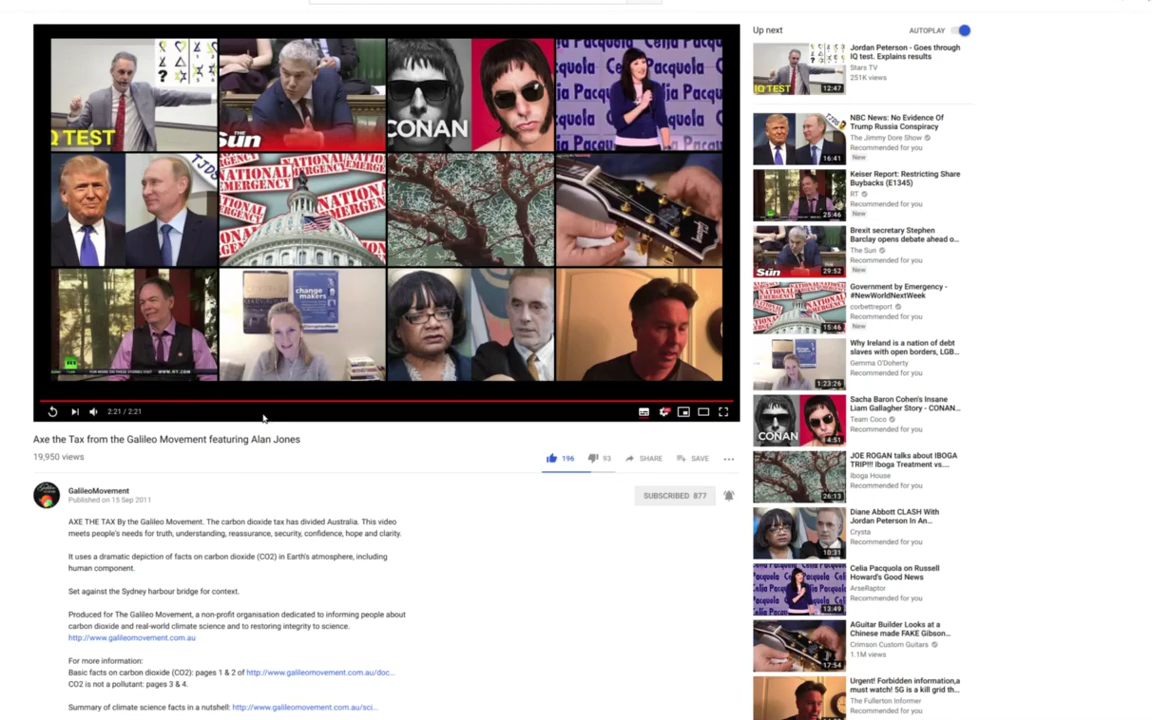 Up next
AUTOPLAY
IQ TEST
12:47
Jordan Peterson - Goes through
IQ test. Explains results
Stars TV
251K views
TJDS
16:41
NBC News: No Evidence Of
Trump Russia Conspiracy
The Jimmy Dore Show
Recommended for you
New
25:46
Keiser Report: Restricting Share
Buybacks (E1345)
RT
Recommended for you
New
Sun
29:52
Brexit secretary Stephen
Barclay opens debate ahead o...
The Sun
Recommended for you
New
15:46
Government by Emergency -
#NewWorldNextWeek
corbettreport
Recommended for you
New
1:23:26
Why Ireland is a nation of debt
slaves with open borders, LGB...
Gemma O'Doherty
Recommended for you
CONAN
4:51
Sacha Baron Cohen's Insane
Liam Gallagher Story - CONAN...
Team Coco
Recommended for you
26:13
JOE ROGAN talks about IBOGA
TRIP!!! Iboga Treatment vs....
Iboga House
Recommended for you
10:31
Diane Abbott CLASH With
Jordan Peterson In An...
Crysta
Recommended for you
13:49
Celia Pacquola on Russell
Howard's Good News
ArseRaptor
Recommended for you
17:54
AGuitar Builder Looks at a
Chinese made FAKE Gibson...
Crimson Custom Guitars
1.1M views
Urgent! Forbidden information,a
must watch! 5G is a kill grid th...
The Fullerton Informer
Recommended for you
Q TEST
THE Sun
CONAN
Celia Pacquola
TJDS
NATIONAL
EMERGENCY
RT
WWW.RT.COM
change
makers
2:21 / 2:21
Axe the Tax from the Galileo Movement featuring Alan Jones
19,950 views
196
93
SHARE
SAVE
GalileoMovement
Published on 15 Sep 2011
SUBSCRIBED 877
AXE THE TAX By the Galileo Movement. The carbon dioxide tax has divided Australia. This video
meets people's needs for truth, understanding, reassurance, security, confidence, hope and clarity.
It uses a dramatic depiction of facts on carbon dioxide (CO2) in Earth's atmosphere, including
human component.
Set against the Sydney harbour bridge for context.
Produced for The Galileo Movement, a non-profit organisation dedicated to informing people about
carbon dioxide and real-world climate science and to restoring integrity to science.
http://www.galileomovement.com.au
For more information:
Basic facts on carbon dioxide (CO2): pages 1 & 2 of http://www.galileomovement.com.au/doc...
CO2 is not a pollutant: pages 3 & 4.
Summary of climate science facts in a nutshell: http://www.galileomovement.com.au/sci...